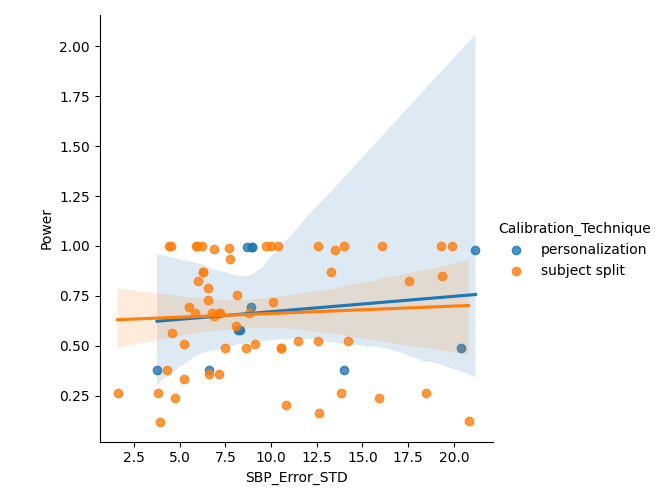 2.00
1.75
1.50
1.25
1.00
0.75
0.50
0.25
Power
2.5 5.0 7.5 10.0 12.5 15.0 17.5 20.0
SBP_Error_STD
Calibration_Technique
personalization
subject split